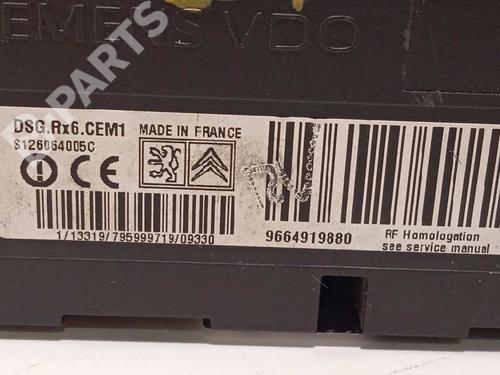 SIEMENS VDO
B-PARTS
DSG.Rx6.CEM1
MADE IN FRANCE
S126064005C
CE
1/13319/795999719/09330
9664919880
RF Homologation
see service manual